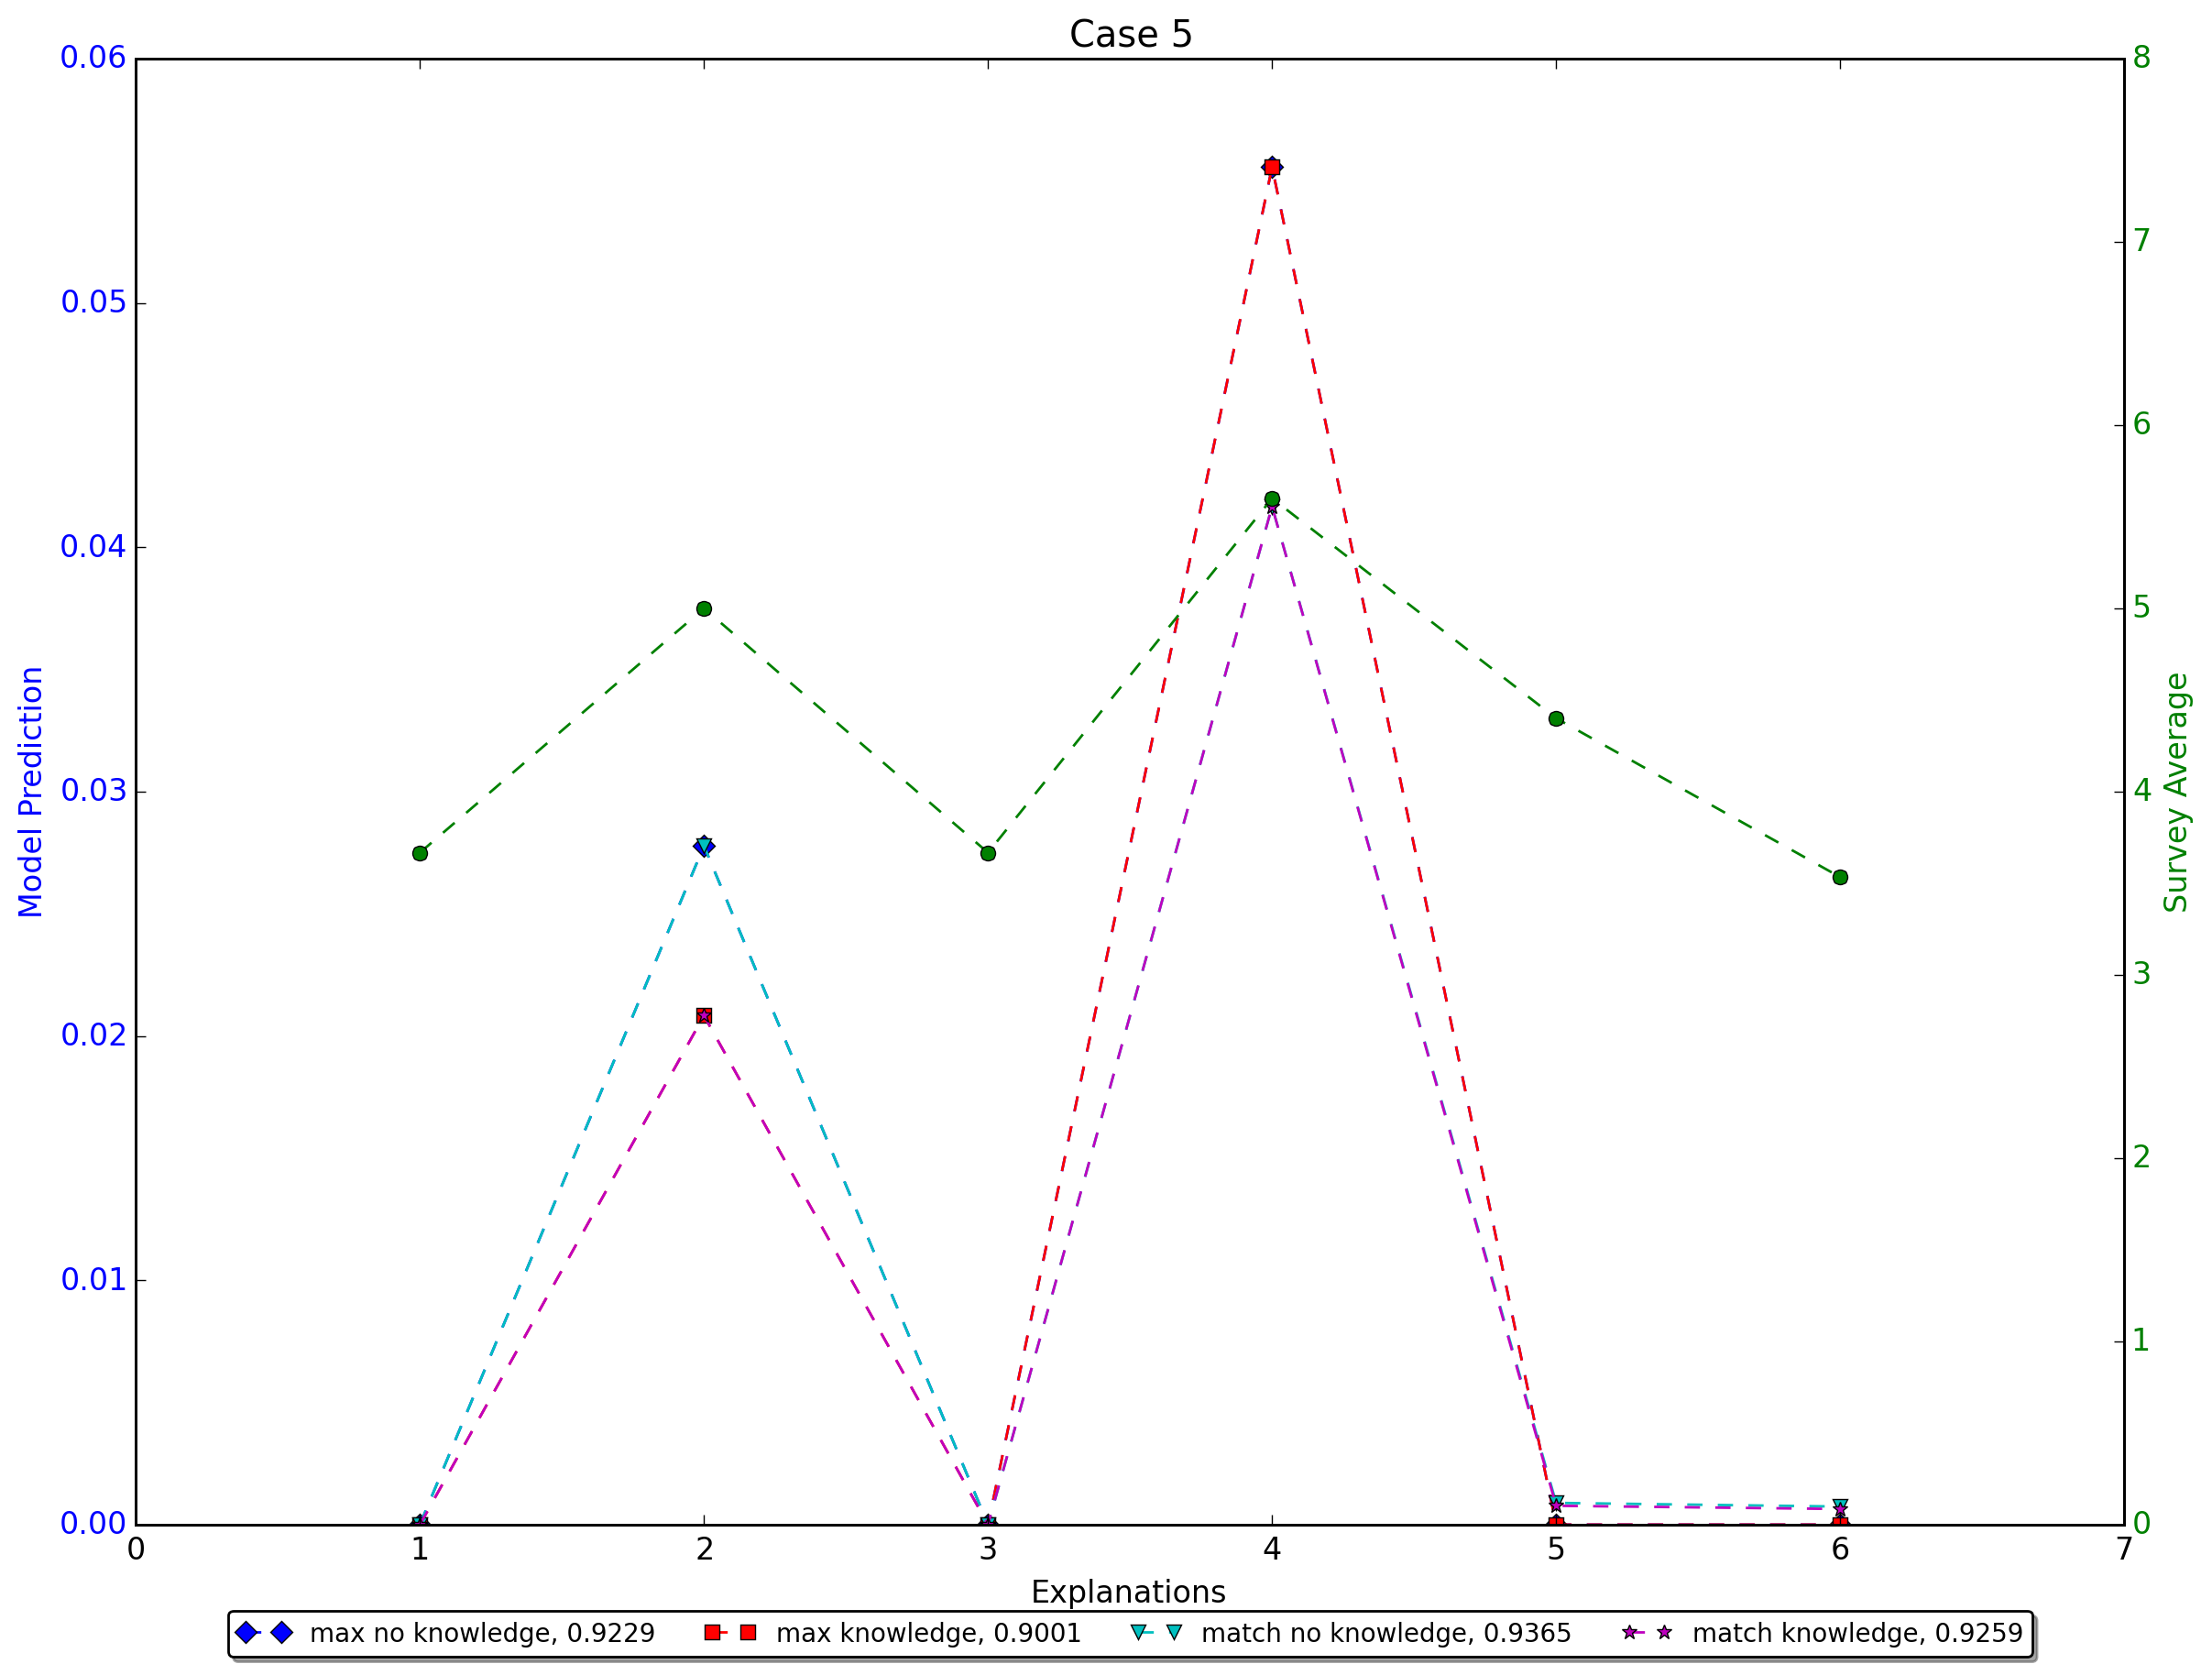 Case 5
0.06
0.05
0.04
0.03
0.02
0.01
0.00
Model Prediction
8
7
6
5
4
3
2
1
0
Survey Average
0 1 2 3 4 5 6 7
Explanations
max no knowledge, 0.9229 max knowledge, 0.9001 match no knowledge, 0.9365 match knowledge, 0.9259